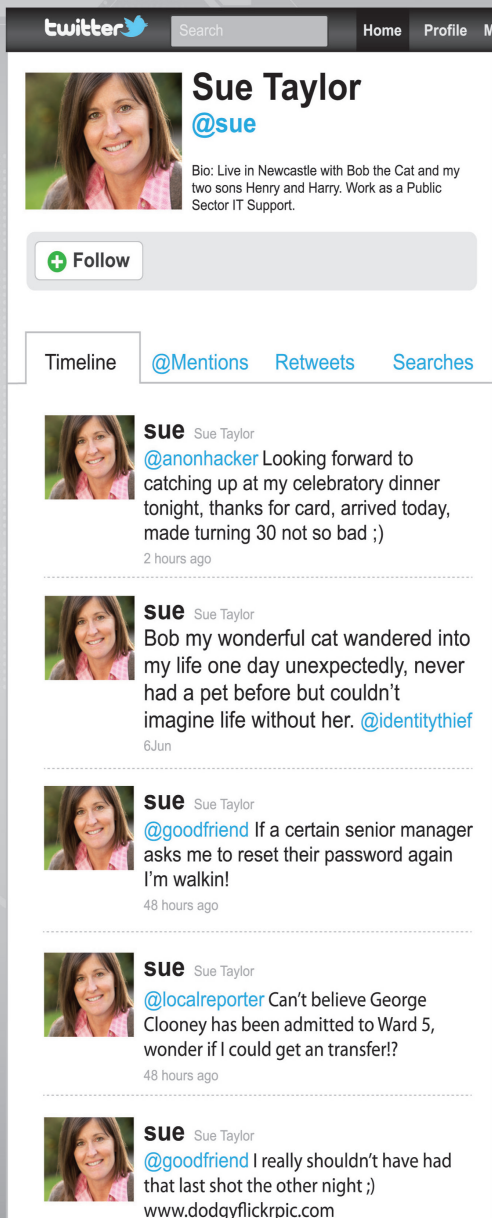 twitter
Search
Home Profile M
Sue Taylor
@sue
Bio: Live in Newcastle with Bob the Cat and my
two sons Henry and Harry. Work as a Public
Sector IT Support.
Follow
Timeline @Mentions Retweets Searches
sue Sue Taylor
@anonhacker Looking forward to
catching up at my celebratory dinner
tonight, thanks for card, arrived today,
made turning 30 not so bad ;)
2 hours ago
sue Sue Taylor
Bob my wonderful cat wandered into
my life one day unexpectedly, never
had a pet before but couldn't
imagine life without her. @identitythief
6Jun
sue Sue Taylor
@goodfriend If a certain senior manager
asks me to reset their password again
I'm walkin!
48 hours ago
sue Sue Taylor
@localreporter Can't believe George
Clooney has been admitted to Ward 5,
wonder if I could get an transfer!?
48 hours ago
sue Sue Taylor
@goodfriend I really shouldn't have had
that last shot the other night ;)
www.dodgyflickrpic.com